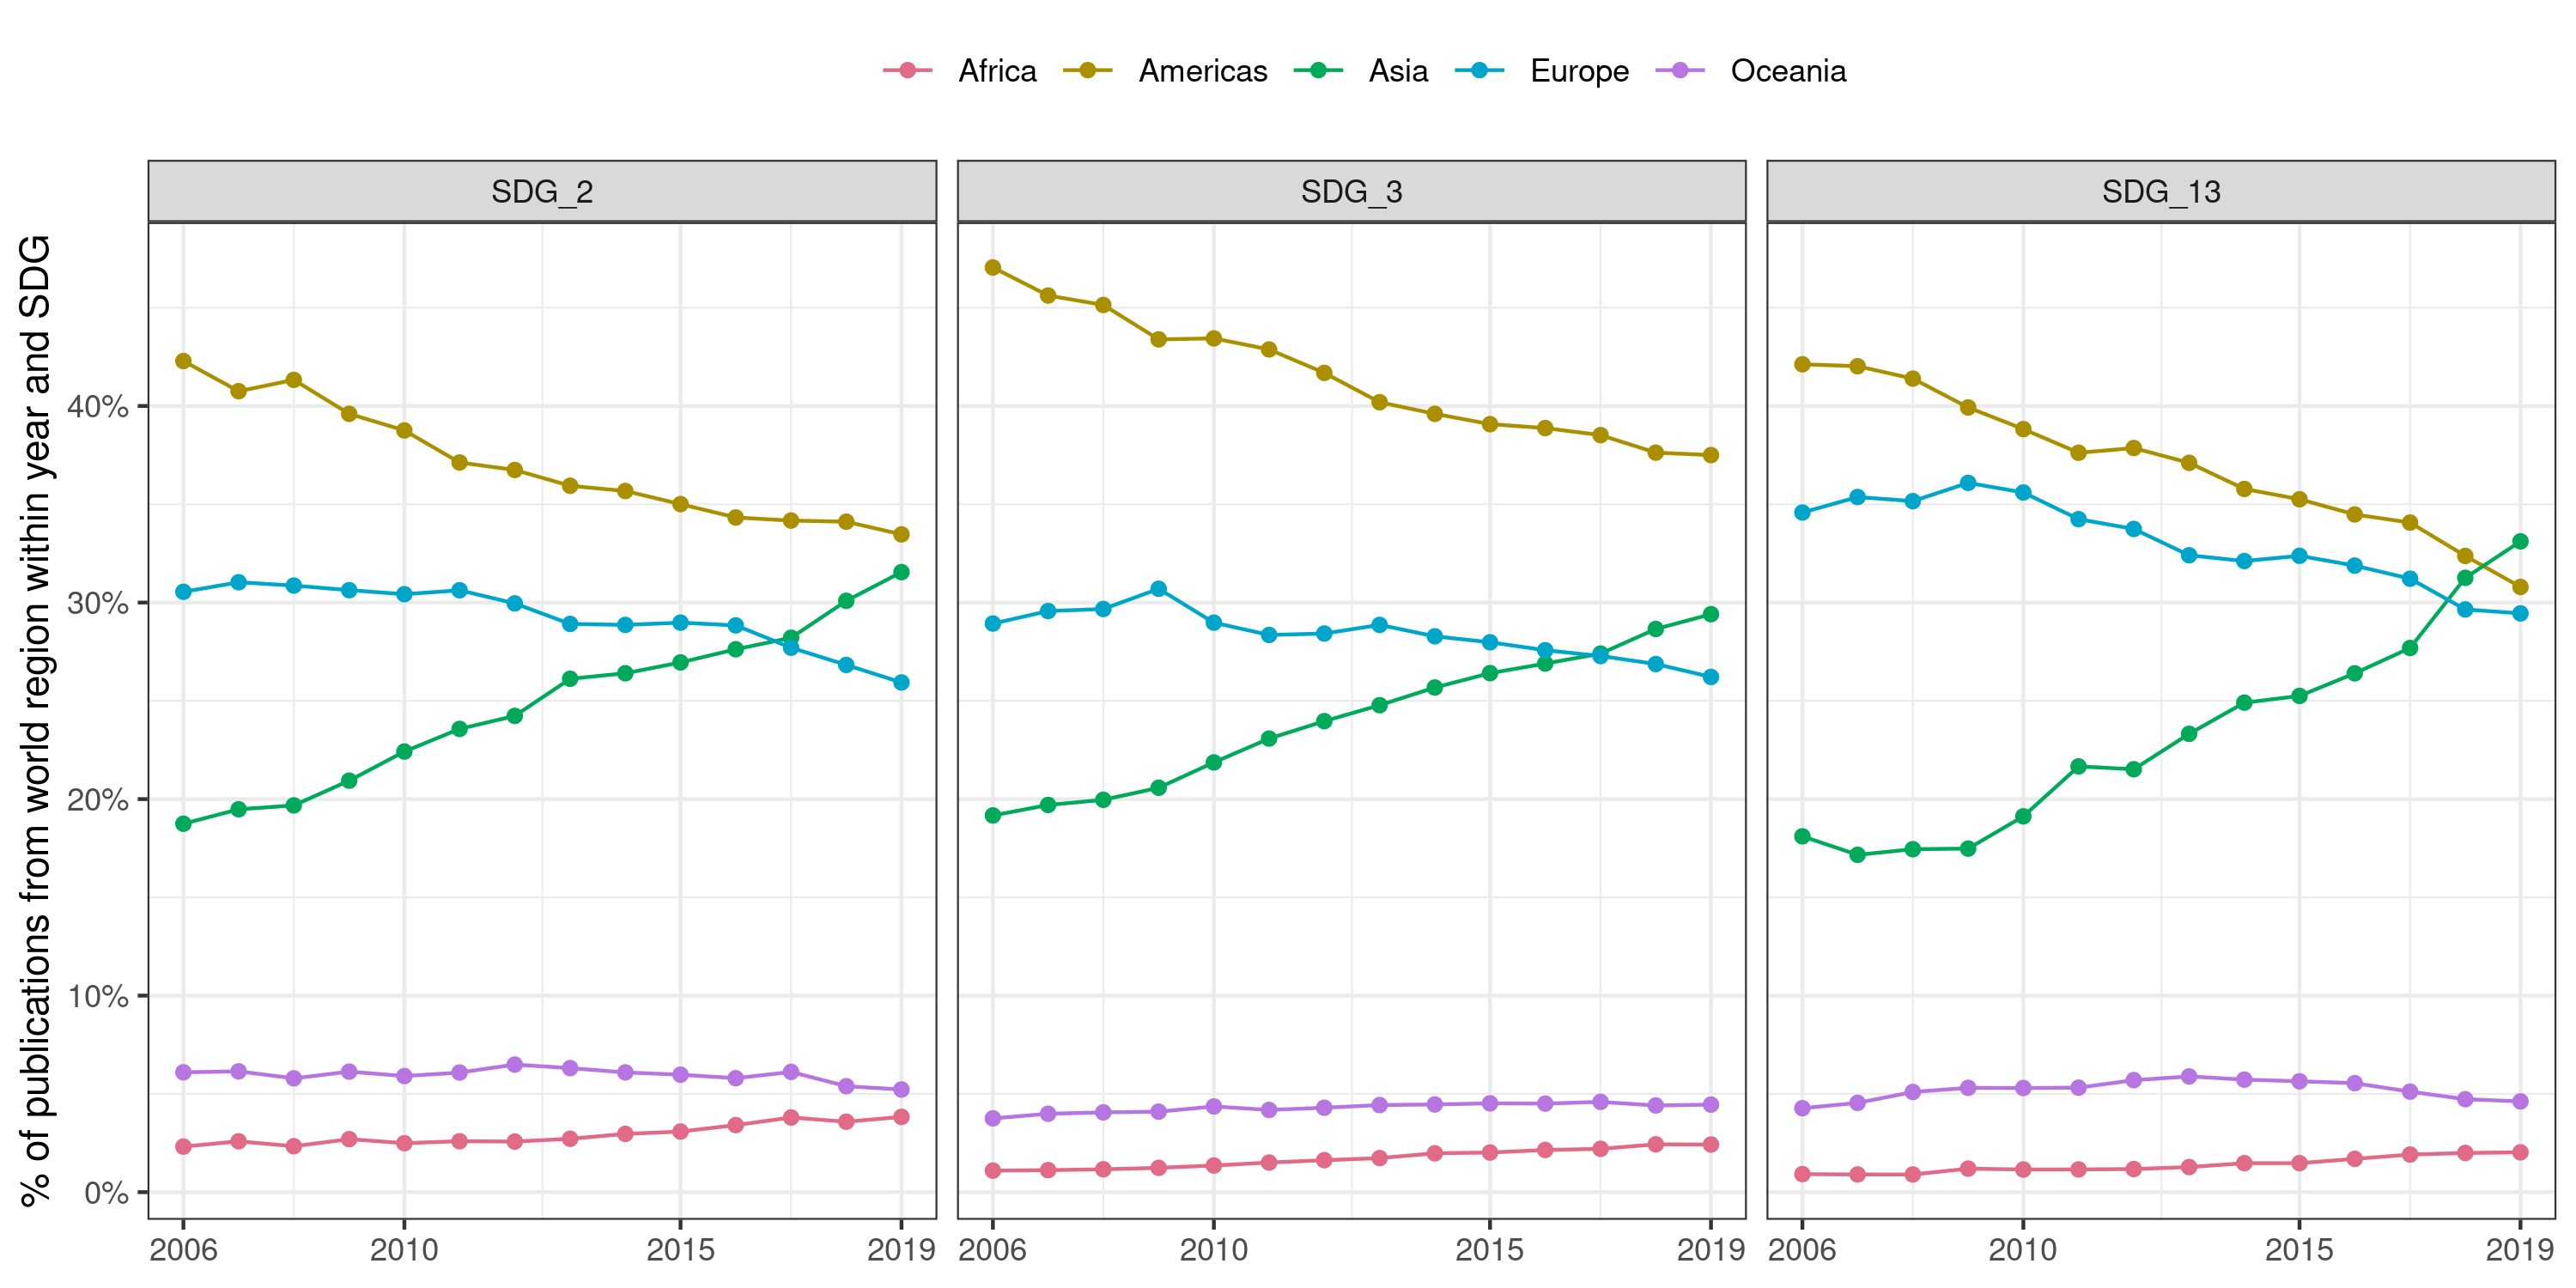 Africa Americas Asia Europe Oceania
SDG_2 SDG_3 SDG_13
% of publications from world region within year and SDG
40%
30%
20%
10%
0%
2006 2010 2015 2019 2006 2010 2015 2019 2006 2010 2015 2019